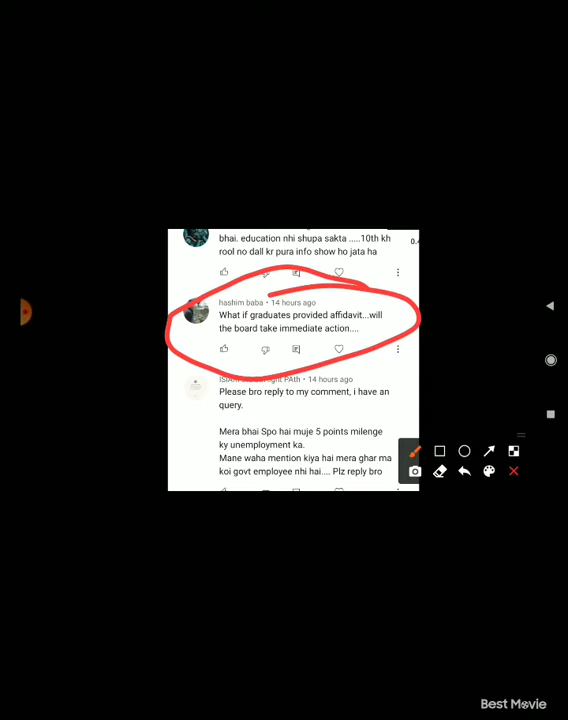 bhai. education nhi shupa sakta .....10th kh
rool no dall kr pura info show ho jata ha
hashim baba • 14 hours ago
What if graduates provided affidavit...will
the board take immediate action....
PAth • 14 hours ago
Please bro reply to my comment, i have an
query.
Mera bhai Spo hai muje 5 points milenge
ky unemployment ka.
Mane waha mention kiya hai mera ghar ma
koi govt employee nhi hai.... Plz reply bro
Best Movie